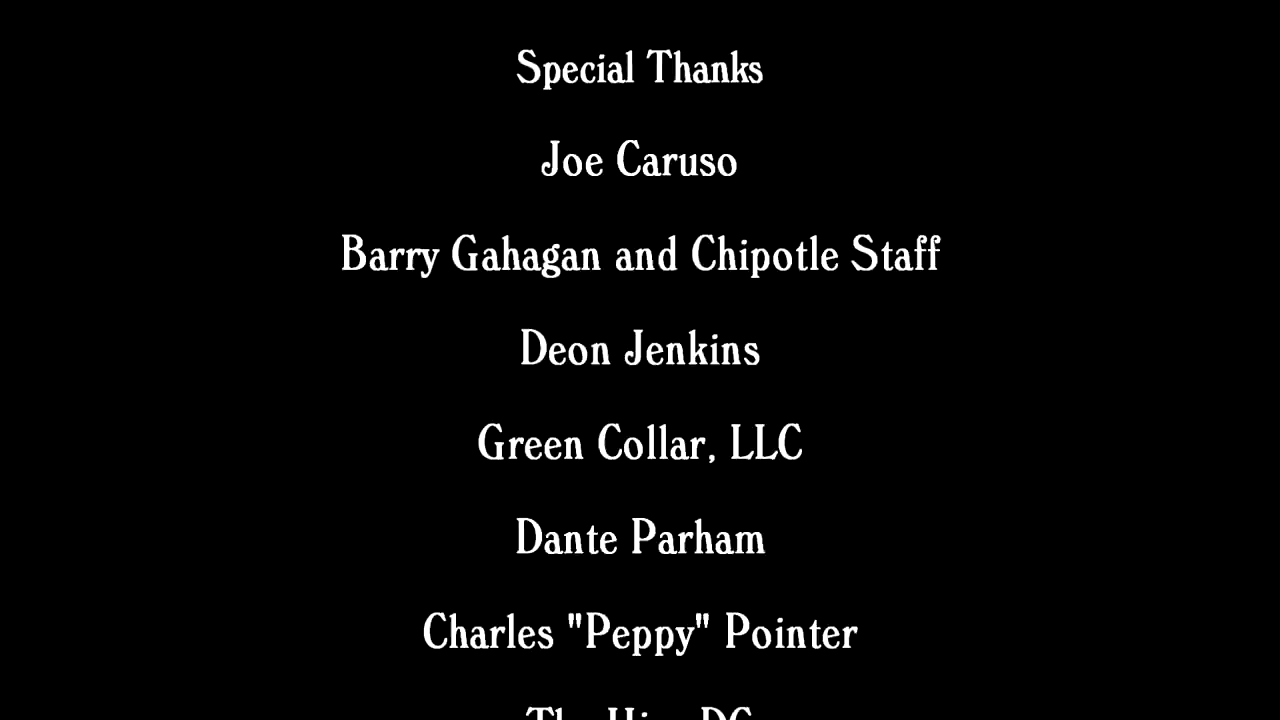 Special Thanks
Joe Caruso
Barry Gahagan and Chipotle Staff
Deon Jenkins
Green Collar, LLC
Dante Parham
Charles "Peppy" Pointer